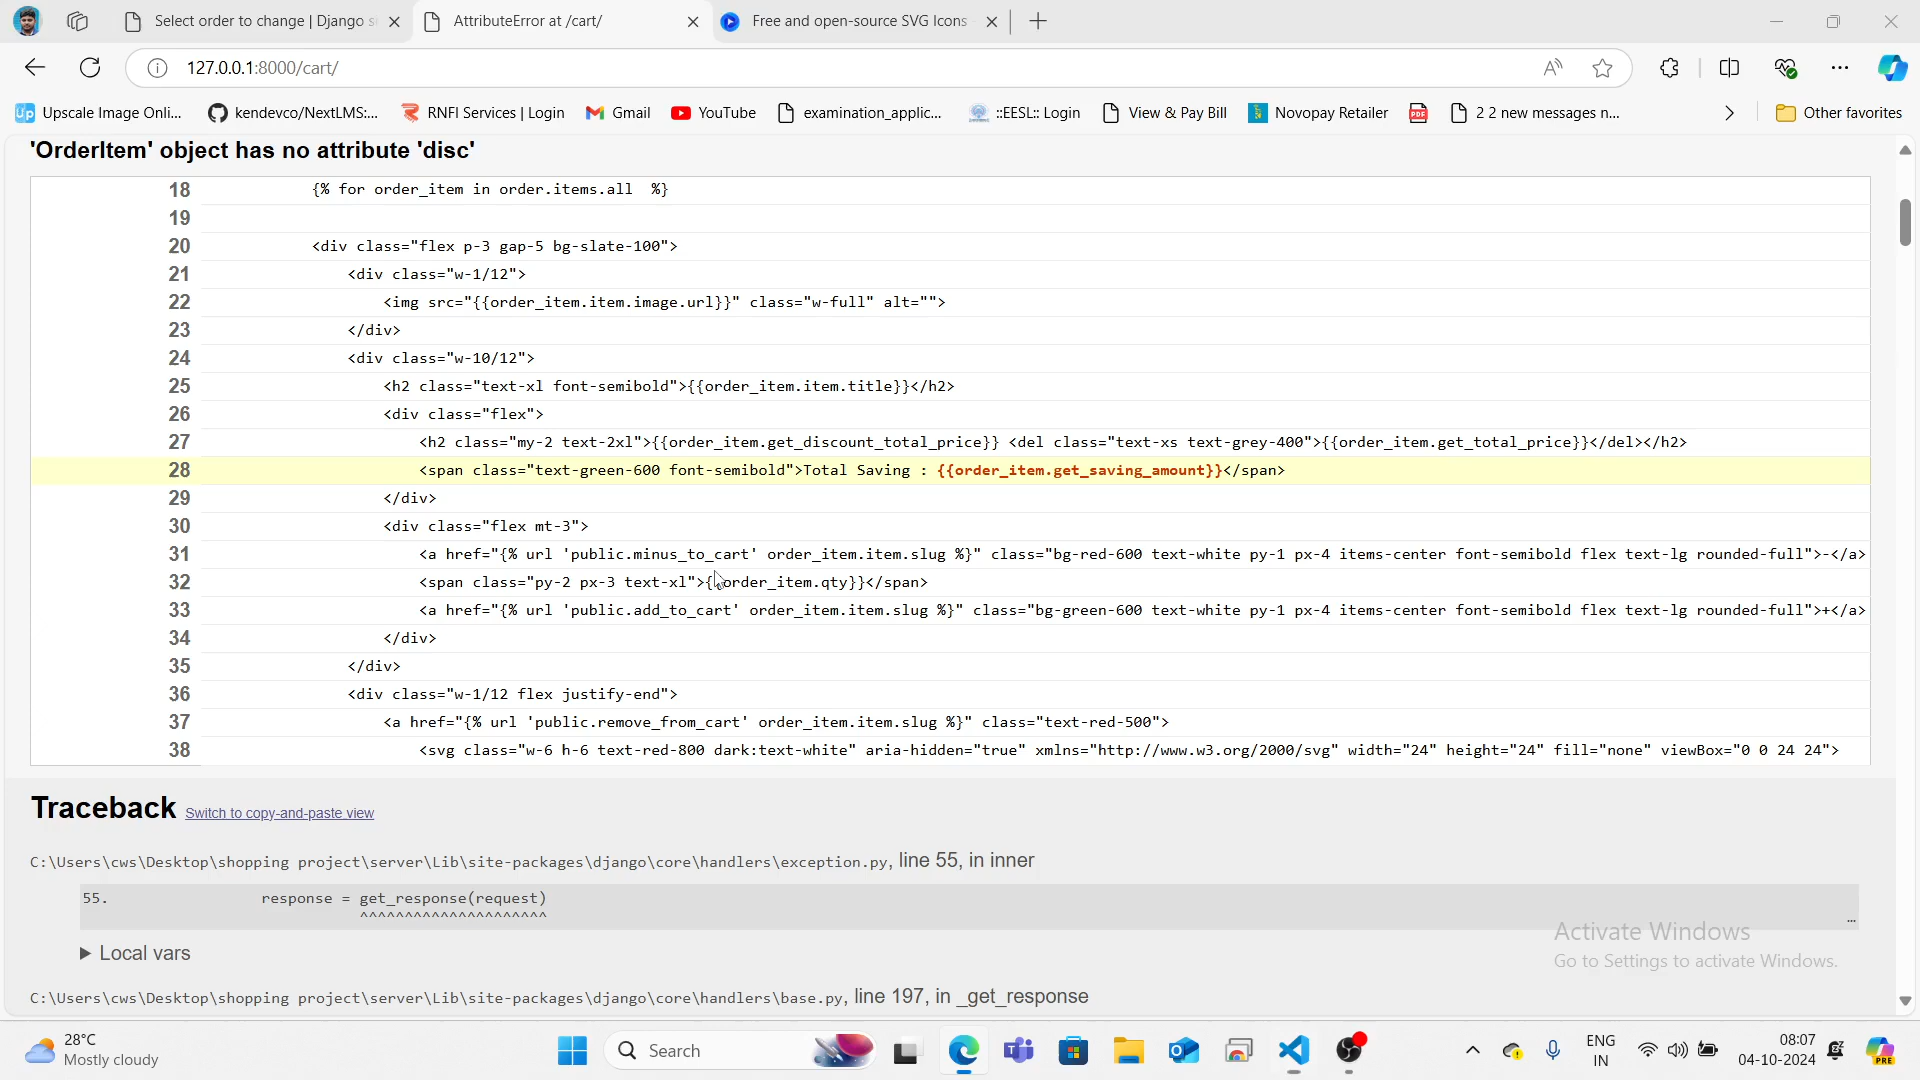 Select order to change | Django s
AttributeError at /cart/
Free and open-source SVG Icons
127.0.0.1:8000/cart/
Upscale Image Onli...
kendevco/NextLMS:...
RNFI Services | Login
Gmail
YouTube
examination_applic...
::EESL:: Login
View & Pay Bill
Novopay Retailer
2 2 new messages n...
Other favorites
'OrderItem' object has no attribute 'disc'
18 {% for order_item in order.items.all  %}
19
20 <div class="flex p-3 gap-5 bg-slate-100">
21 <div class="w-1/12">
22 <img src="{{order_item.item.image.url}}" class="w-full" alt="">
23 </div>
24 <div class="w-10/12">
25 <h2 class="text-xl font-semibold">{{order_item.item.title}}</h2>
26 <div class="flex">
27 <h2 class="my-2 text-2xl">{{order_item.get_discount_total_price}} <del class="text-xs text-grey-400">{{order_item.get_total_price}}</del></h2>
28 <span class="text-green-600 font-semibold">Total Saving : {{order_item.get_saving_amount}}</span>
29 </div>
30 <div class="flex mt-3">
31 <a href="{% url 'public.minus_to_cart' order_item.item.slug %}" class="bg-red-600 text-white py-1 px-4 items-center font-semibold flex text-lg rounded-full">-</a>
32 <span class="py-2 px-3 text-xl">{{order_item.qty}}</span>
33 <a href="{% url 'public.add_to_cart' order_item.item.slug %}" class="bg-green-600 text-white py-1 px-4 items-center font-semibold flex text-lg rounded-full">+</a>
34 </div>
35 </div>
36 <div class="w-1/12 flex justify-end">
37 <a href="{% url 'public.remove_from_cart' order_item.item.slug %}" class="text-red-500">
38 <svg class="w-6 h-6 text-red-800 dark:text-white" aria-hidden="true" xmlns="http://www.w3.org/2000/svg" width="24" height="24" fill="none" viewBox="0 0 24 24">
Traceback Switch to copy-and-paste view
C:\Users\cws\Desktop\shopping project\server\Lib\site-packages\django\core\handlers\exception.py, line 55, in inner
55. response = get_response(request)
^^^^^^^^^^^^^^^^^^^^^
…
Local vars
C:\Users\cws\Desktop\shopping project\server\Lib\site-packages\django\core\handlers\base.py, line 197, in _get_response
Activate Windows
Go to Settings to activate Windows.
28°C
Mostly cloudy
Search
ENG
IN
08:07
04-10-2024